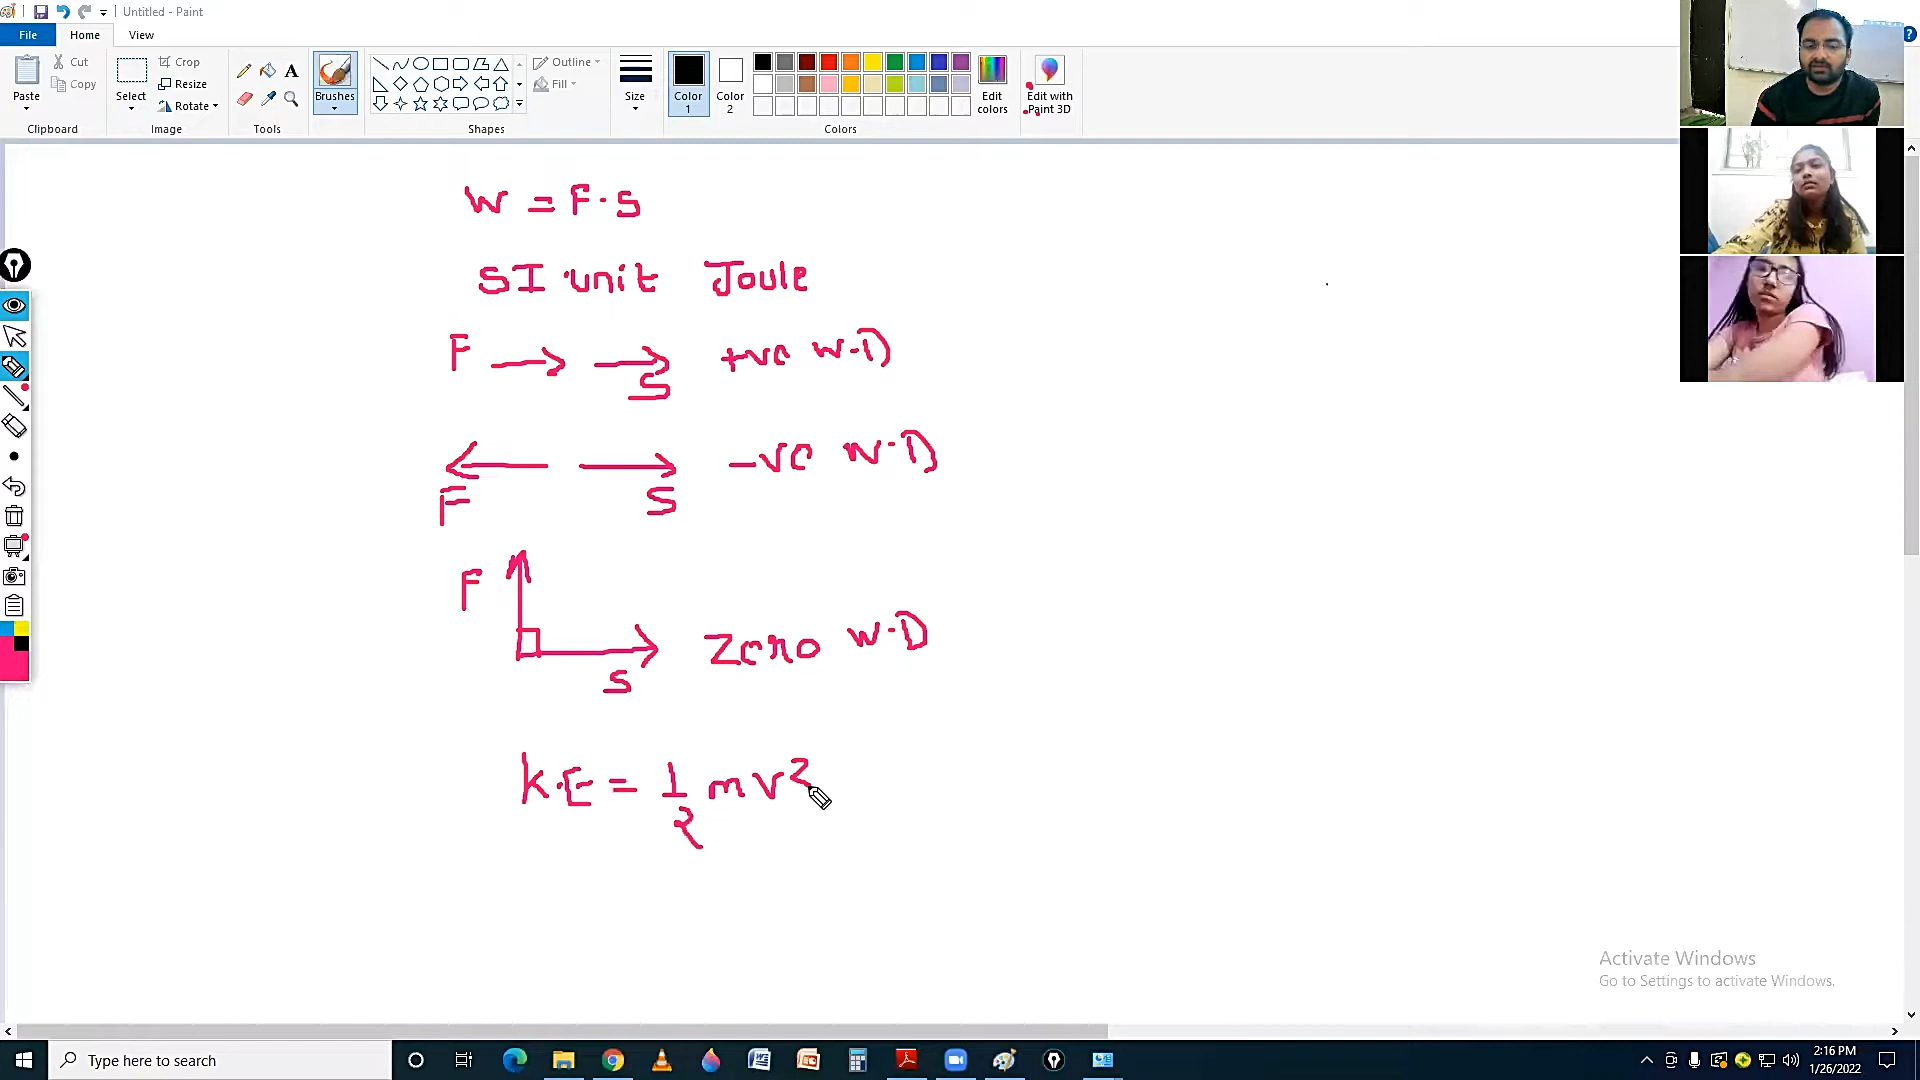 Untitled - Paint
File Home View
Paste Cut Copy Select Crop Resize Rotate Brushes Outline Fill Size Color 1 Color 2 Edit colors Edit with Paint 3D
Clipboard Image Tools Shapes Colors
W = F.S
SI unit Joule
F S +ve W.D
F S -ve W.D
F S Zero W.D
K.E = 1/2 mv²
Activate Windows
Go to Settings to activate Windows.
Type here to search
2:16 PM
1/26/2022